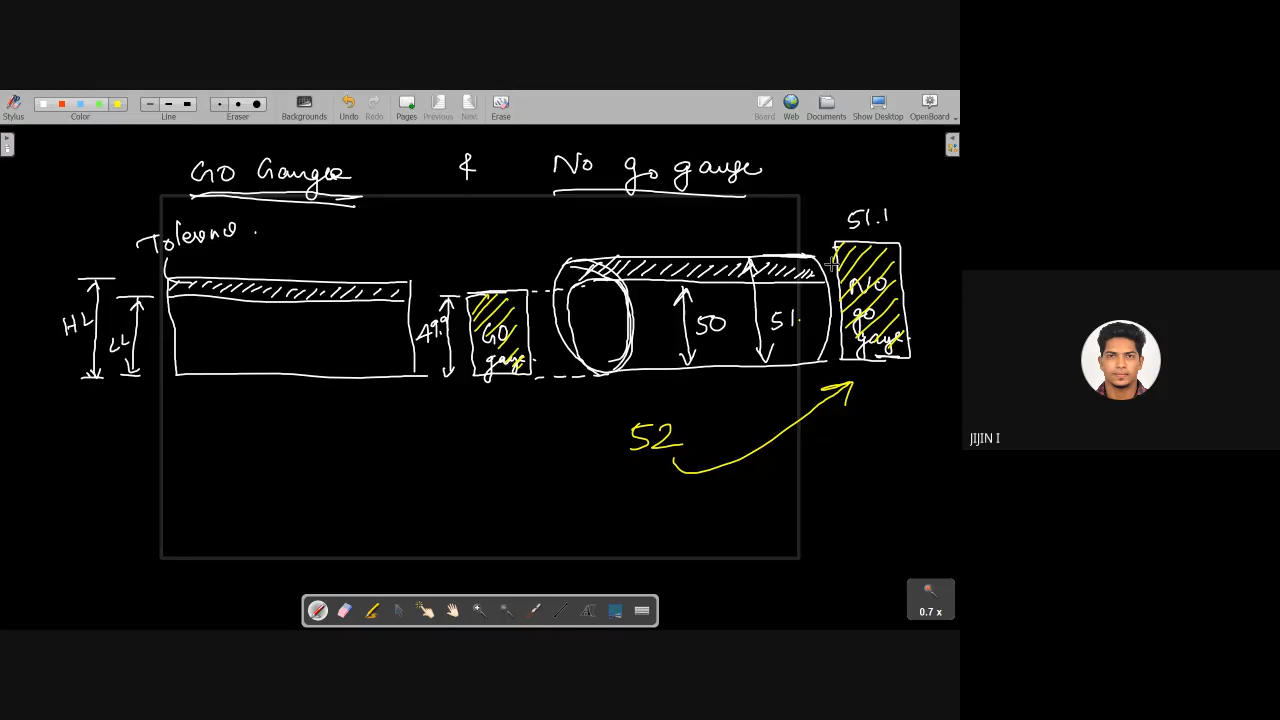 Stylus Color Line Eraser Backgrounds Undo Redo Pages Previous Next Erase Board Web Documents Show Desktop OpenBoard
GO Gauges & No go gauge
51.1
Tolerance.
HL
LL
49.9
GO
gauge
50
51.
NO
go
gauge
52
JIJIN I
0.7 x